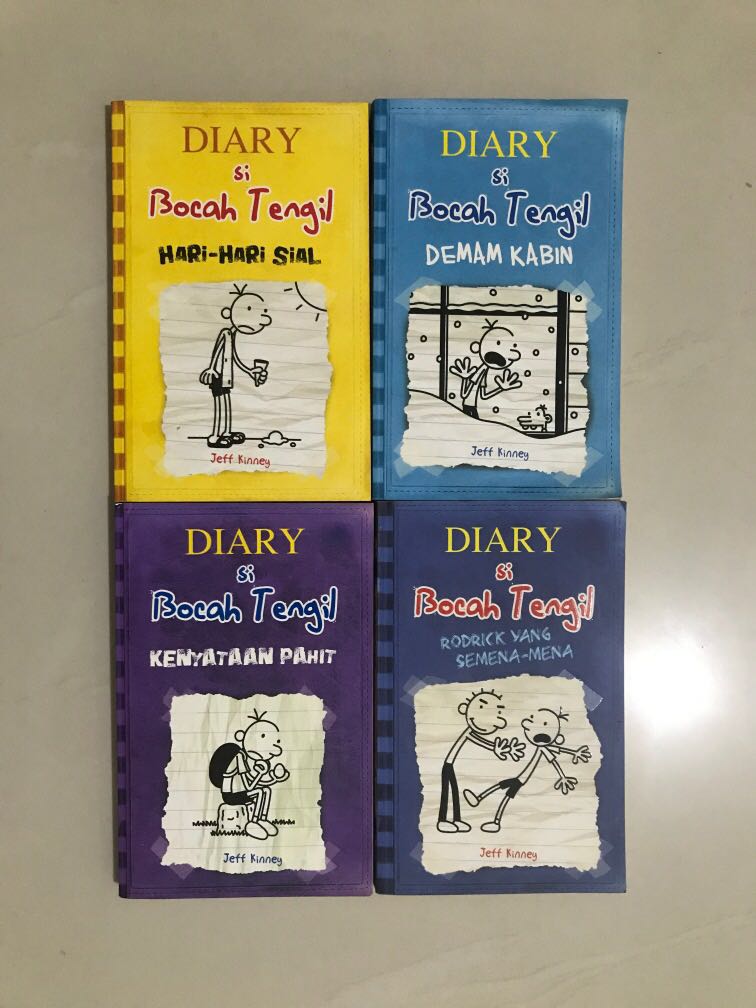 DIARY
si
Bocah Tengil
HARI-HARI SIAL
Jeff Kinney
DIARY
si
Bocah Tengil
DEMAM KABIN
Jeff Kinney
DIARY
si
Bocah Tengil
KENYATAAN PAHIT
Jeff Kinney
DIARY
si
Bocah Tengil
RODRICK YANG
SEMENA-MENA
Jeff Kinney